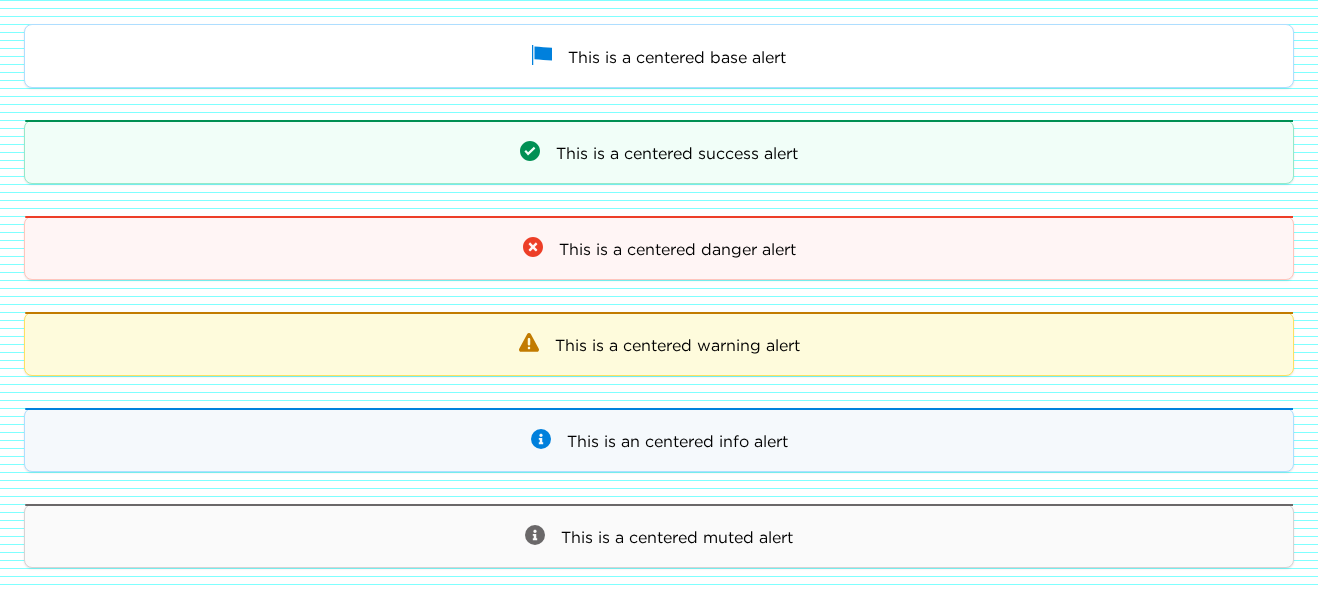 This is a centered base alert
This is a centered success alert
This is a centered danger alert
This is a centered warning alert
This is an centered info alert
This is a centered muted alert